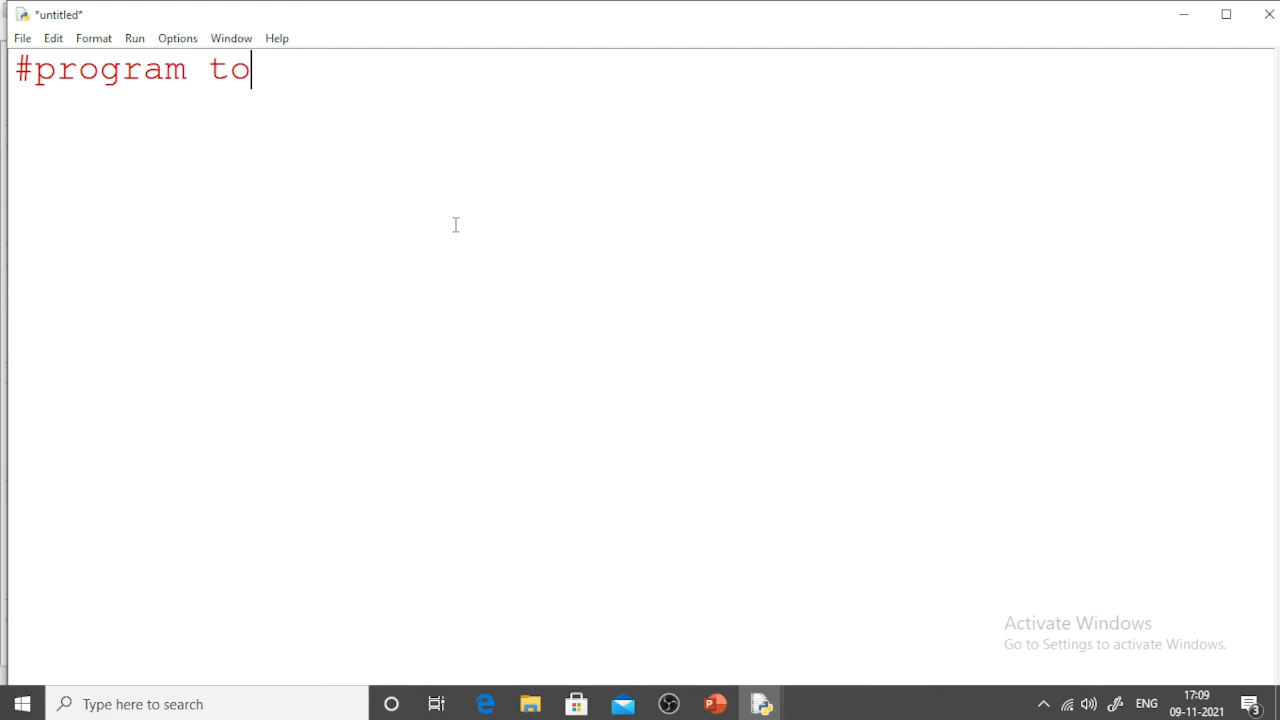 *untitled*
File Edit Format Run Options Window Help
#program to
Activate Windows
Go to Settings to activate Windows.
Type here to search
ENG
17:09
09-11-2021
3